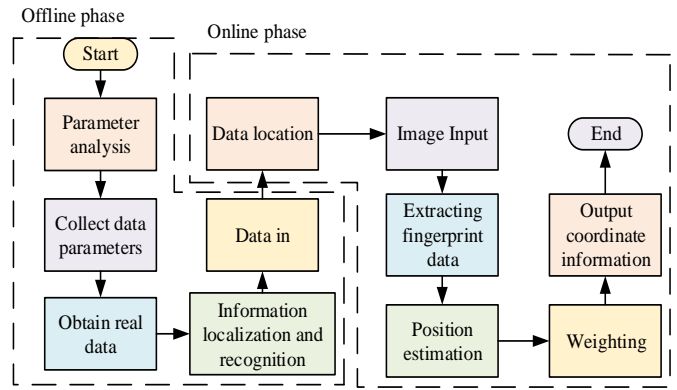 Offline phase
Start
Parameter
analysis
Collect data
parameters
Obtain real
data
Information
localization and
recognition
Data in
Online phase
Data location
Image Input
Extracting
fingerprint
data
Position
estimation
Weighting
Output
coordinate
information
End